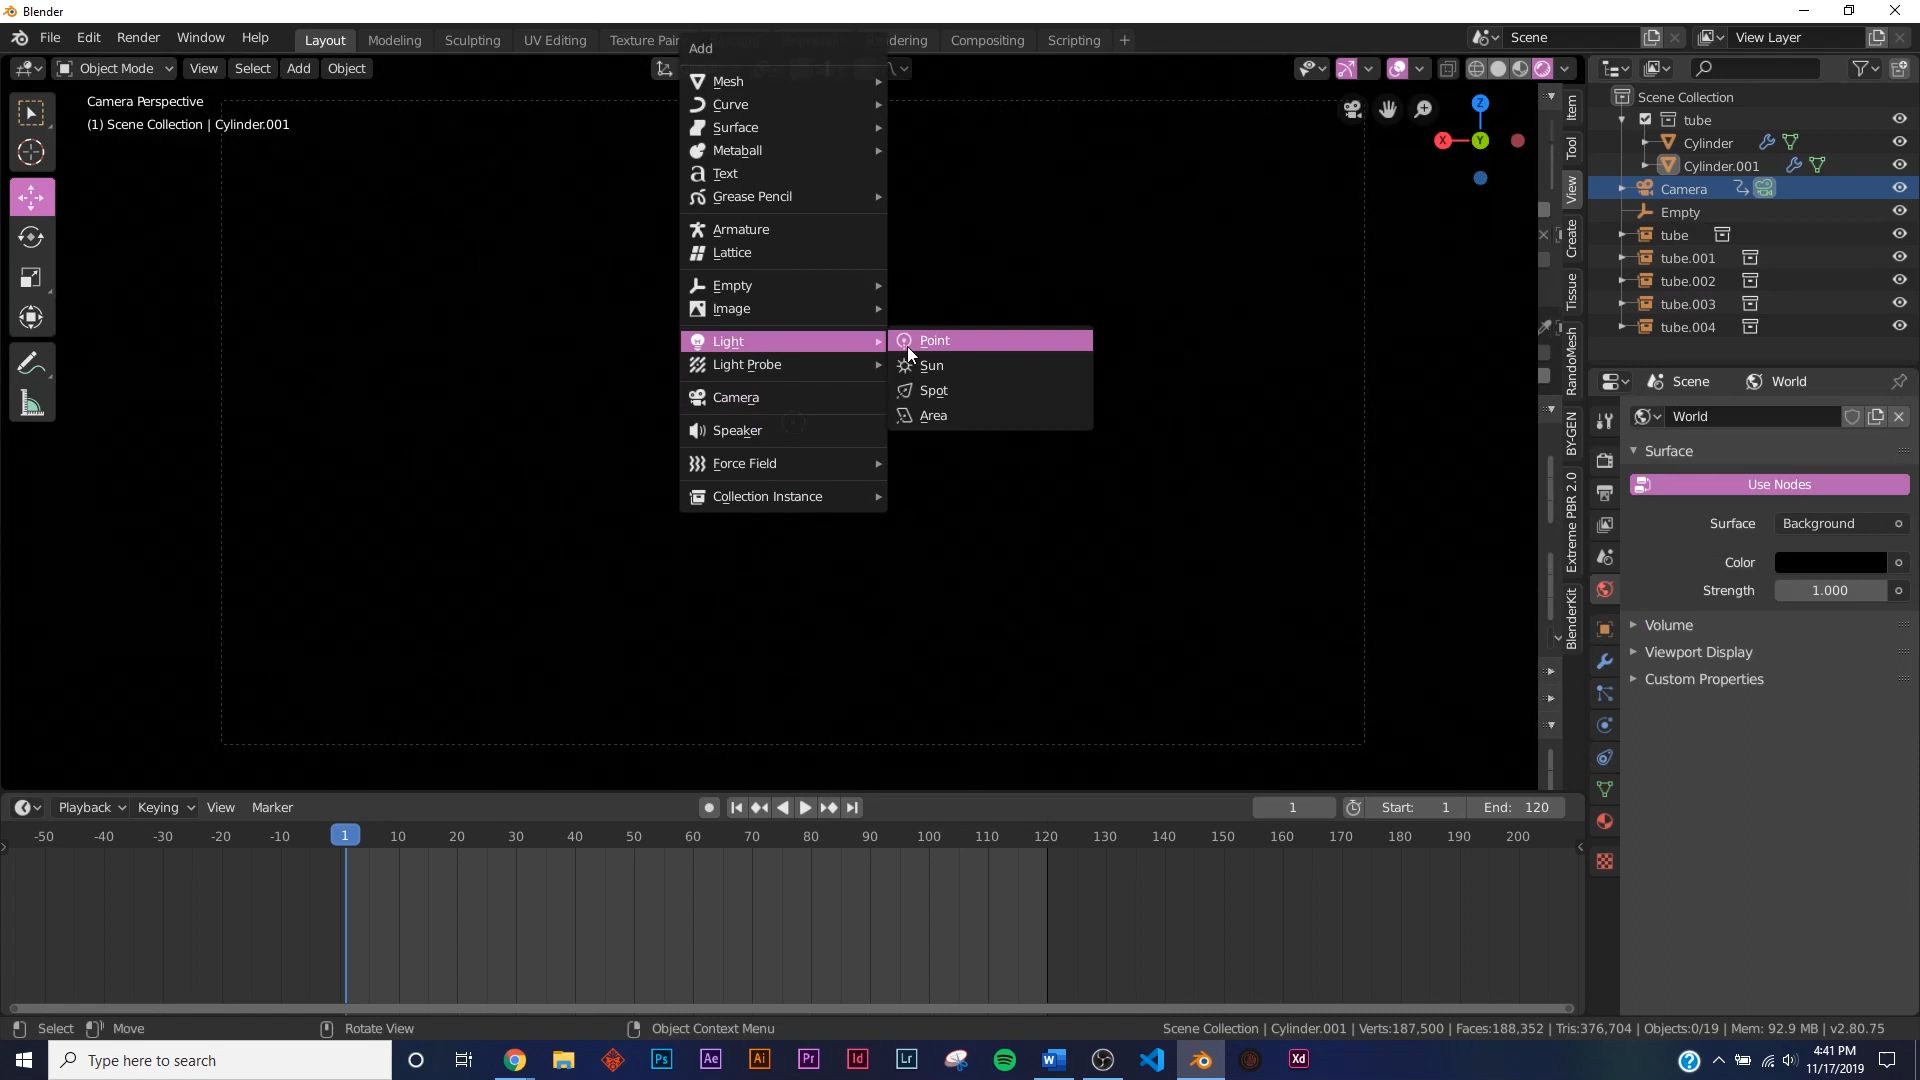 Blender
File Edit Render Window Help Layout Modeling Sculpting UV Editing Texture Pain ndering Compositing Scripting + Scene View Layer
Object Mode View Select Add Object
Camera Perspective
(1) Scene Collection | Cylinder.001
Add
Mesh
Curve
Surface
Metaball
Text
Grease Pencil
Armature
Lattice
Empty
Image
Light
Light Probe
Camera
Speaker
Force Field
Collection Instance
Point
Sun
Spot
Area
Z
X
Y
Item
Tool
View
Create
Tissue
RandoMesh
BY-GEN
Extreme PBR 2.0
BlenderKit
Scene Collection
tube
Cylinder
Cylinder.001
Camera
Empty
tube
tube.001
tube.002
tube.003
tube.004
Scene World
World
Surface
Use Nodes
Surface Background
Color
Strength 1.000
Volume
Viewport Display
Custom Properties
Playback Keying View Marker 1 Start: 1 End: 120
-50 -40 -30 -20 -10 1 10 20 30 40 50 60 70 80 90 100 110 120 130 140 150 160 170 180 190 200
Select Move Rotate View Object Context Menu Scene Collection | Cylinder.001 | Verts:187,500 | Faces:188,352 | Tris:376,704 | Objects:0/19 | Mem: 92.9 MB | v2.80.75
Type here to search Ps Ae Ai Pr Id Lr W Xd
4:41 PM
11/17/2019